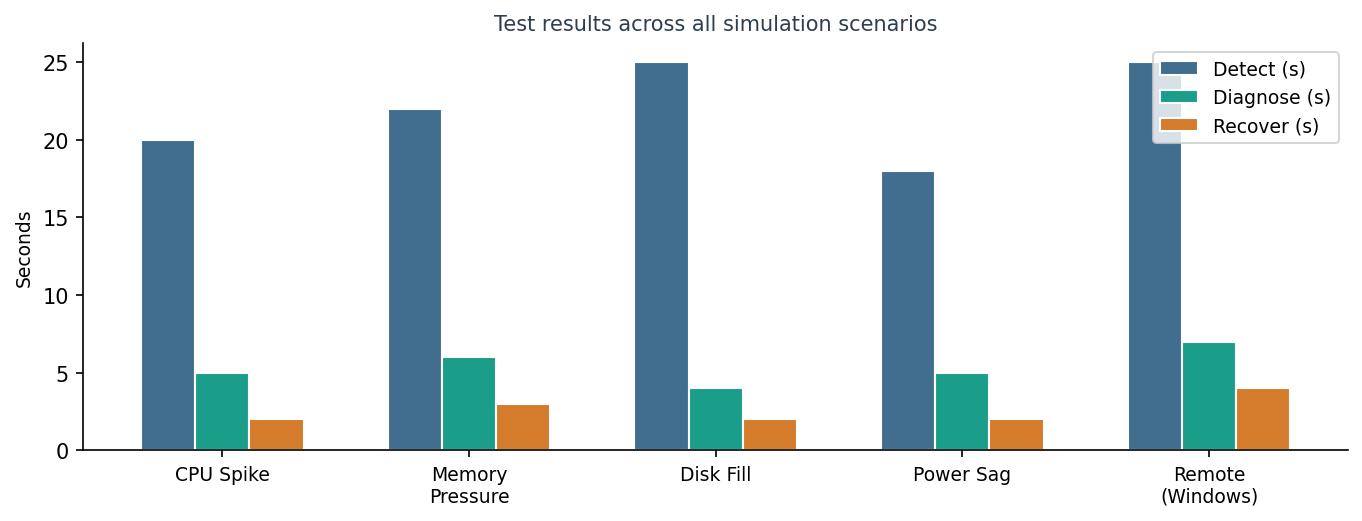 Test results across all simulation scenarios
Seconds
25
20
15
10
5
0
Detect (s)
Diagnose (s)
Recover (s)
CPU Spike
Memory
Pressure
Disk Fill
Power Sag
Remote
(Windows)